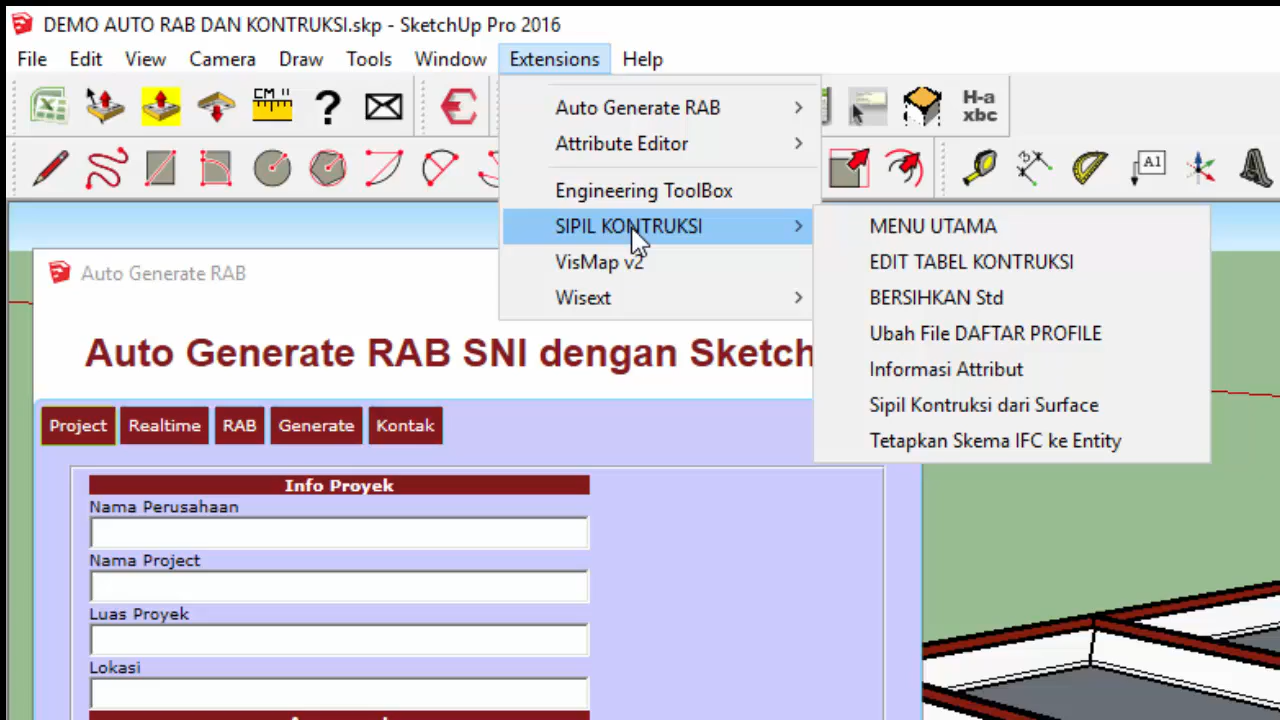 DEMO AUTO RAB DAN KONTRUKSI.skp - SketchUp Pro 2016
File Edit View Camera Draw Tools Window Extensions Help
CM
?
H-a
xbc
A1
Auto Generate RAB
Attribute Editor
Engineering ToolBox
SIPIL KONTRUKSI
VisMap v2
Wisext
MENU UTAMA
EDIT TABEL KONTRUKSI
BERSIHKAN Std
Ubah File DAFTAR PROFILE
Informasi Attribut
Sipil Kontruksi dari Surface
Tetapkan Skema IFC ke Entity
Auto Generate RAB
Auto Generate RAB SNI dengan Sketch
Project Realtime RAB Generate Kontak
Info Proyek
Nama Perusahaan
Nama Project
Luas Proyek
Lokasi